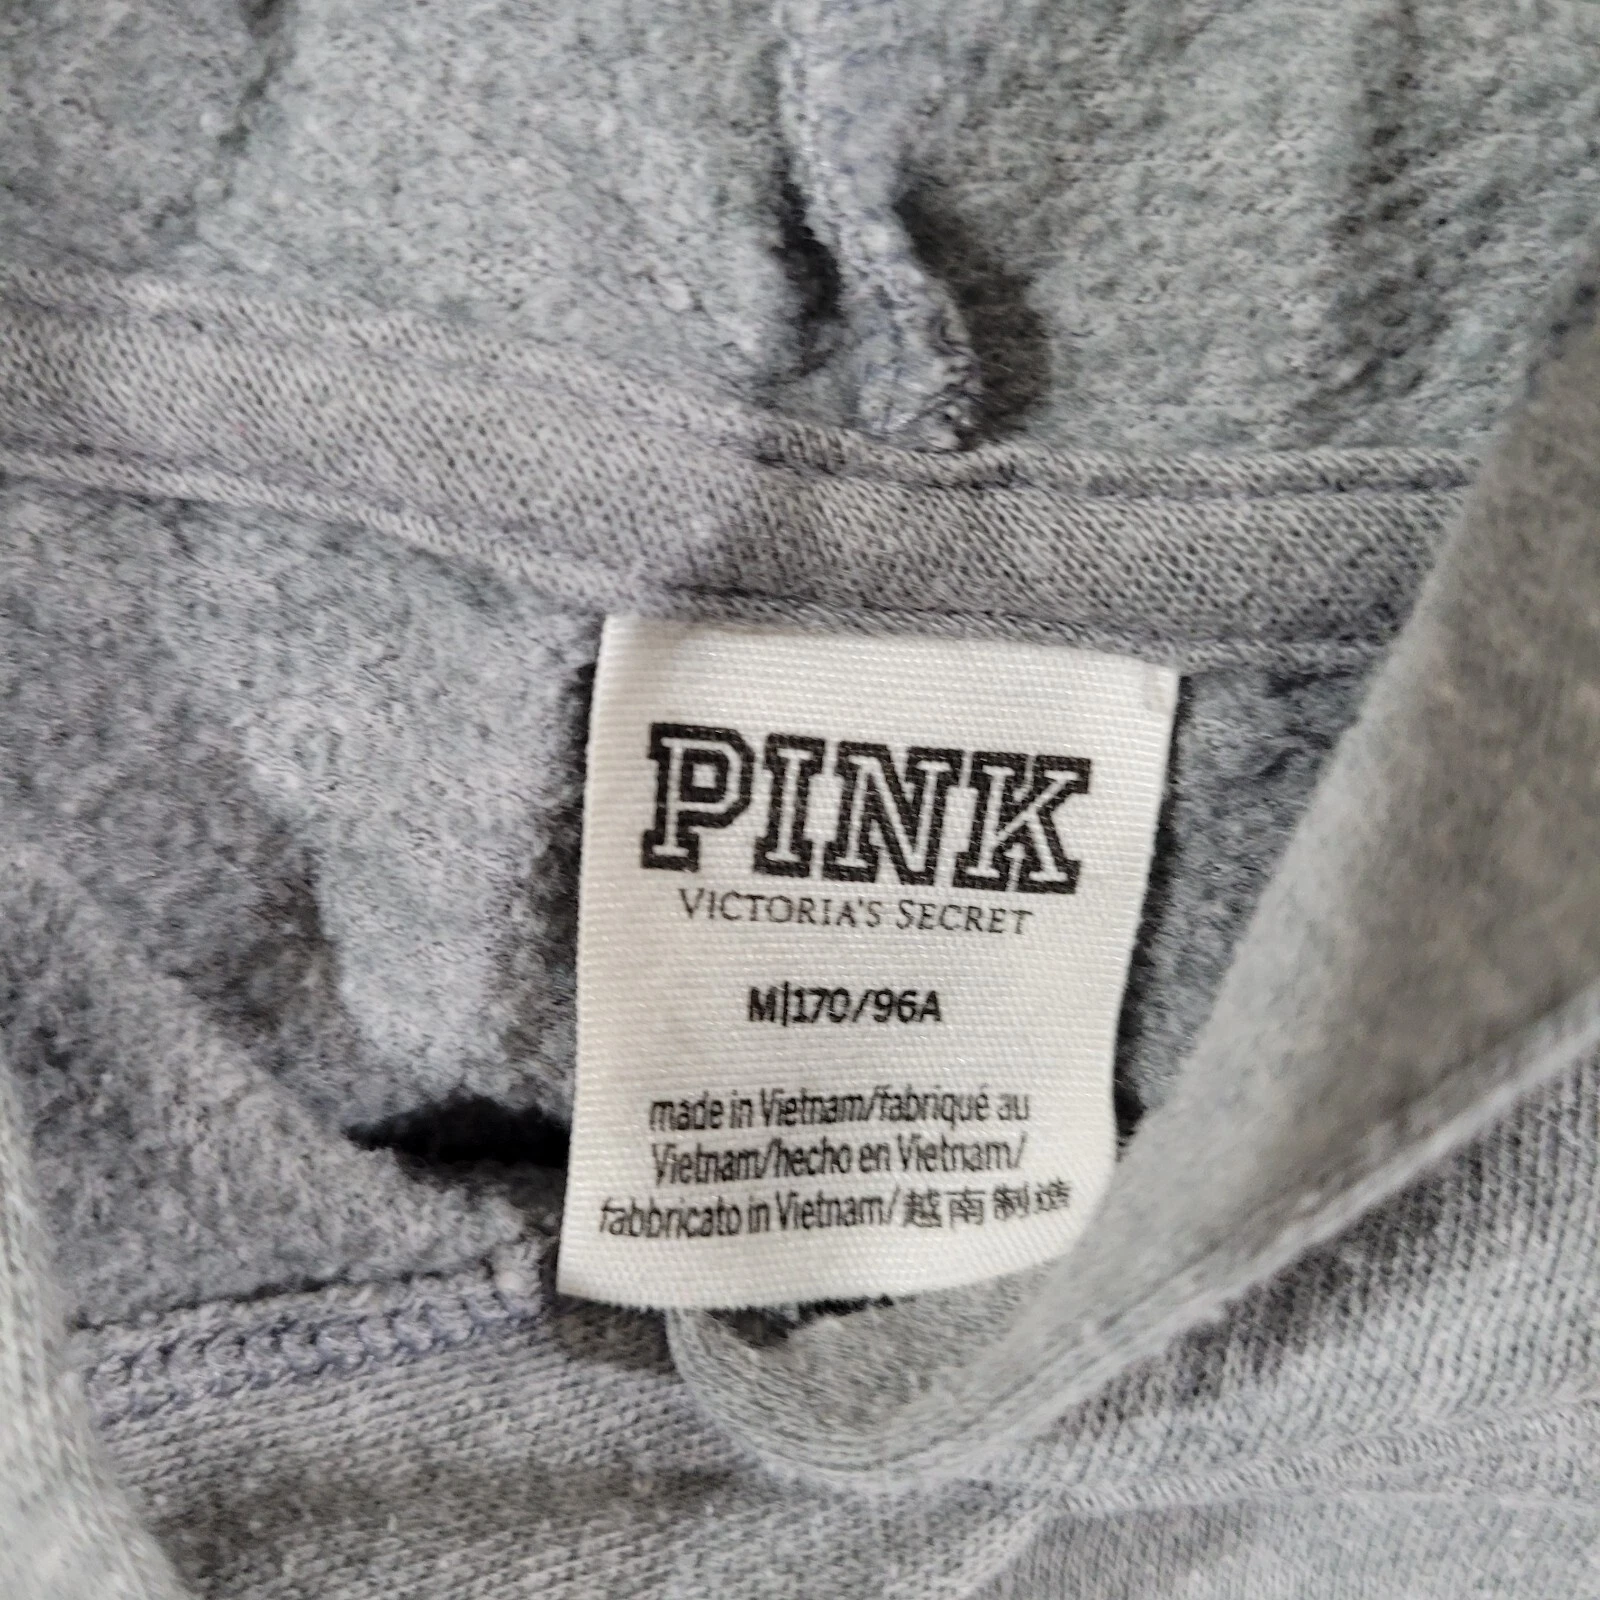 PINK
VICTORIA'S SECRET
M|170/96A
made in Vietnam/fabriqué au
Vietnam/hecho en Vietnam/
fabbricato in Vietnam/越南制造